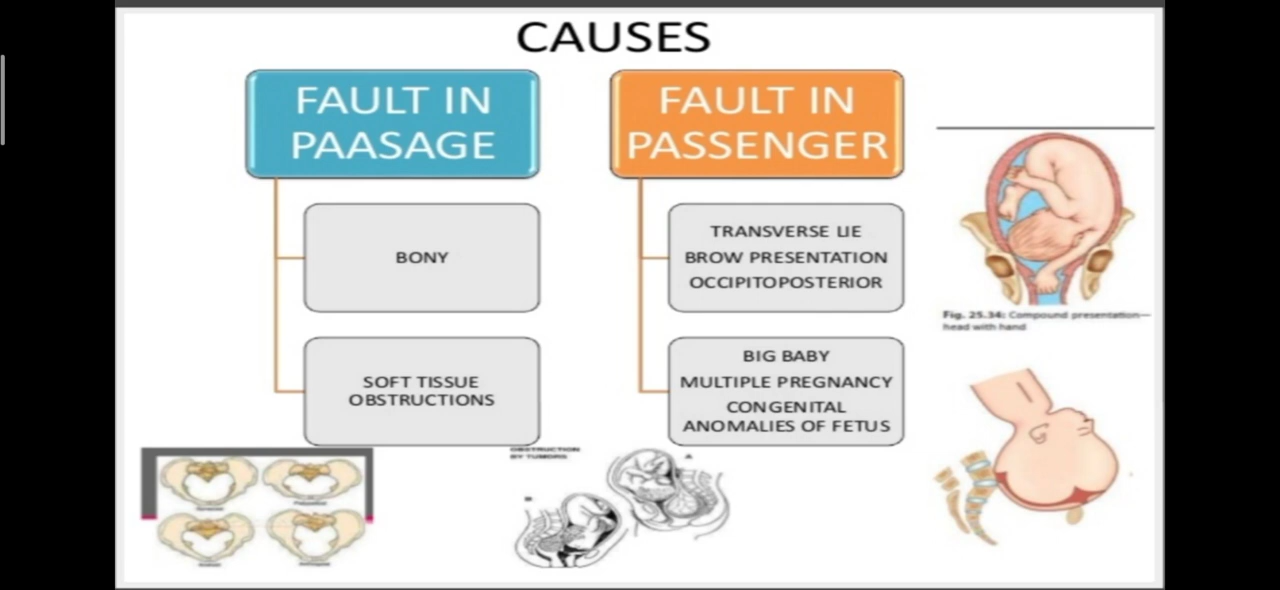 CAUSES
FAULT IN
PAASAGE
BONY
SOFT TISSUE
OBSTRUCTIONS
FAULT IN
PASSENGER
TRANSVERSE LIE
BROW PRESENTATION
OCCIPITOPOSTERIOR
BIG BABY
MULTIPLE PREGNANCY
CONGENITAL
ANOMALIES OF FETUS
Fig. 25.34: Compound presentation—
head with hand
OBSTRUCTION
BY TUMORS
A
B